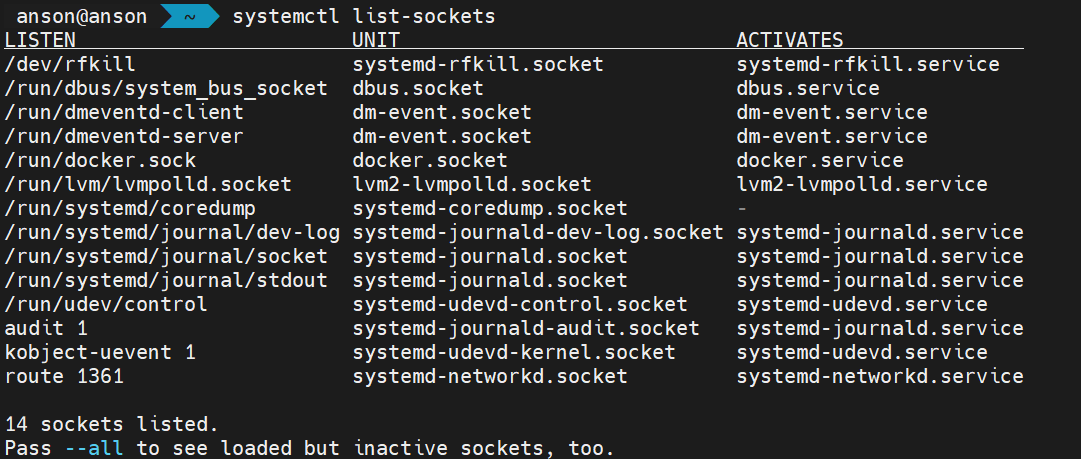 anson@anson ~ systemctl list-sockets
LISTEN UNIT ACTIVATES
/dev/rfkill systemd-rfkill.socket systemd-rfkill.service
/run/dbus/system_bus_socket dbus.socket dbus.service
/run/dmeventd-client dm-event.socket dm-event.service
/run/dmeventd-server dm-event.socket dm-event.service
/run/docker.sock docker.socket docker.service
/run/lvm/lvmpolld.socket lvm2-lvmpolld.socket lvm2-lvmpolld.service
/run/systemd/coredump systemd-coredump.socket -
/run/systemd/journal/dev-log systemd-journald-dev-log.socket systemd-journald.service
/run/systemd/journal/socket systemd-journald.socket systemd-journald.service
/run/systemd/journal/stdout systemd-journald.socket systemd-journald.service
/run/udev/control systemd-udevd-control.socket systemd-udevd.service
audit 1 systemd-journald-audit.socket systemd-journald.service
kobject-uevent 1 systemd-udevd-kernel.socket systemd-udevd.service
route 1361 systemd-networkd.socket systemd-networkd.service
14 sockets listed.
Pass --all to see loaded but inactive sockets, too.